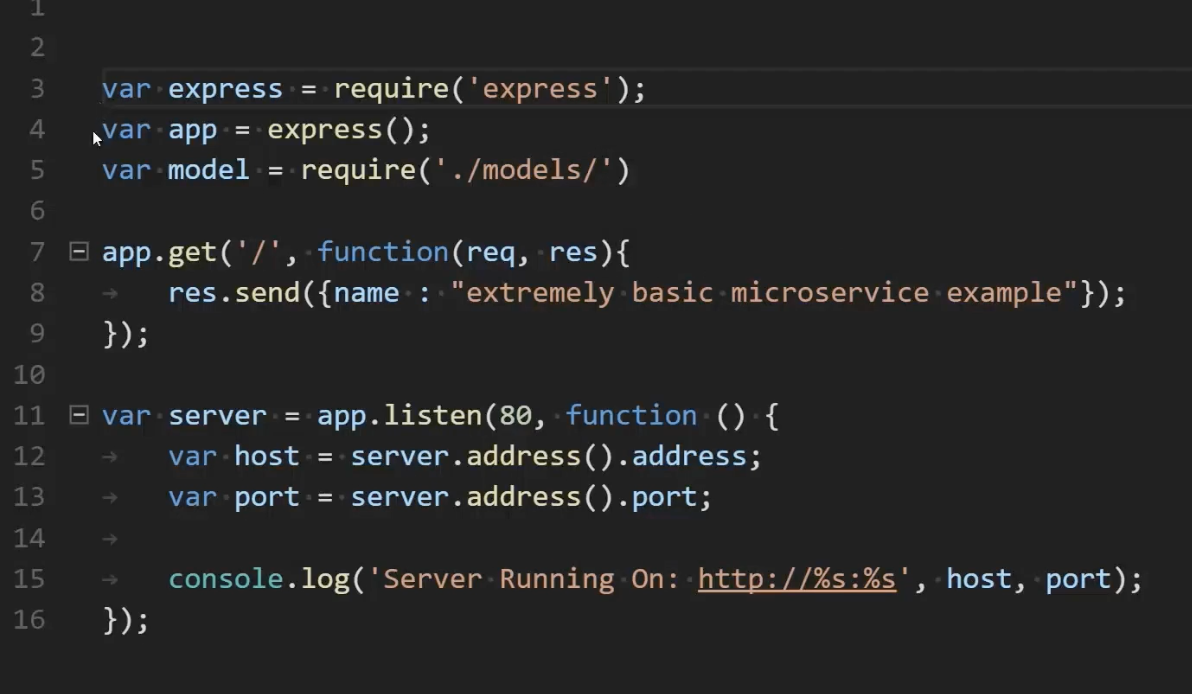 1
2
3 var express = require('express');
4 var app = express();
5 var model = require('./models/')
6
7 app.get('/', function(req, res){
8 res.send({name : "extremely basic microservice example"});
9 });
10
11 var server = app.listen(80, function () {
12 var host = server.address().address;
13 var port = server.address().port;
14
15 console.log('Server Running On: http://%s:%s', host, port);
16 });